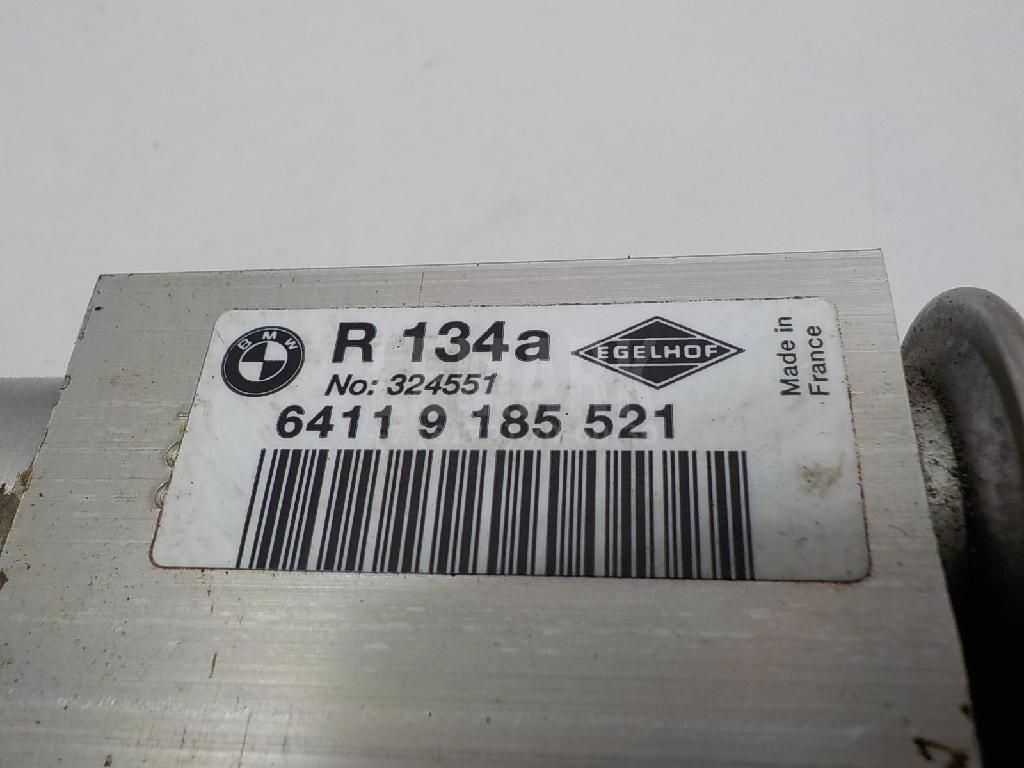 BMW
R 134a
EGELHOF
No: 324551
6411 9 185 521
Made in
France